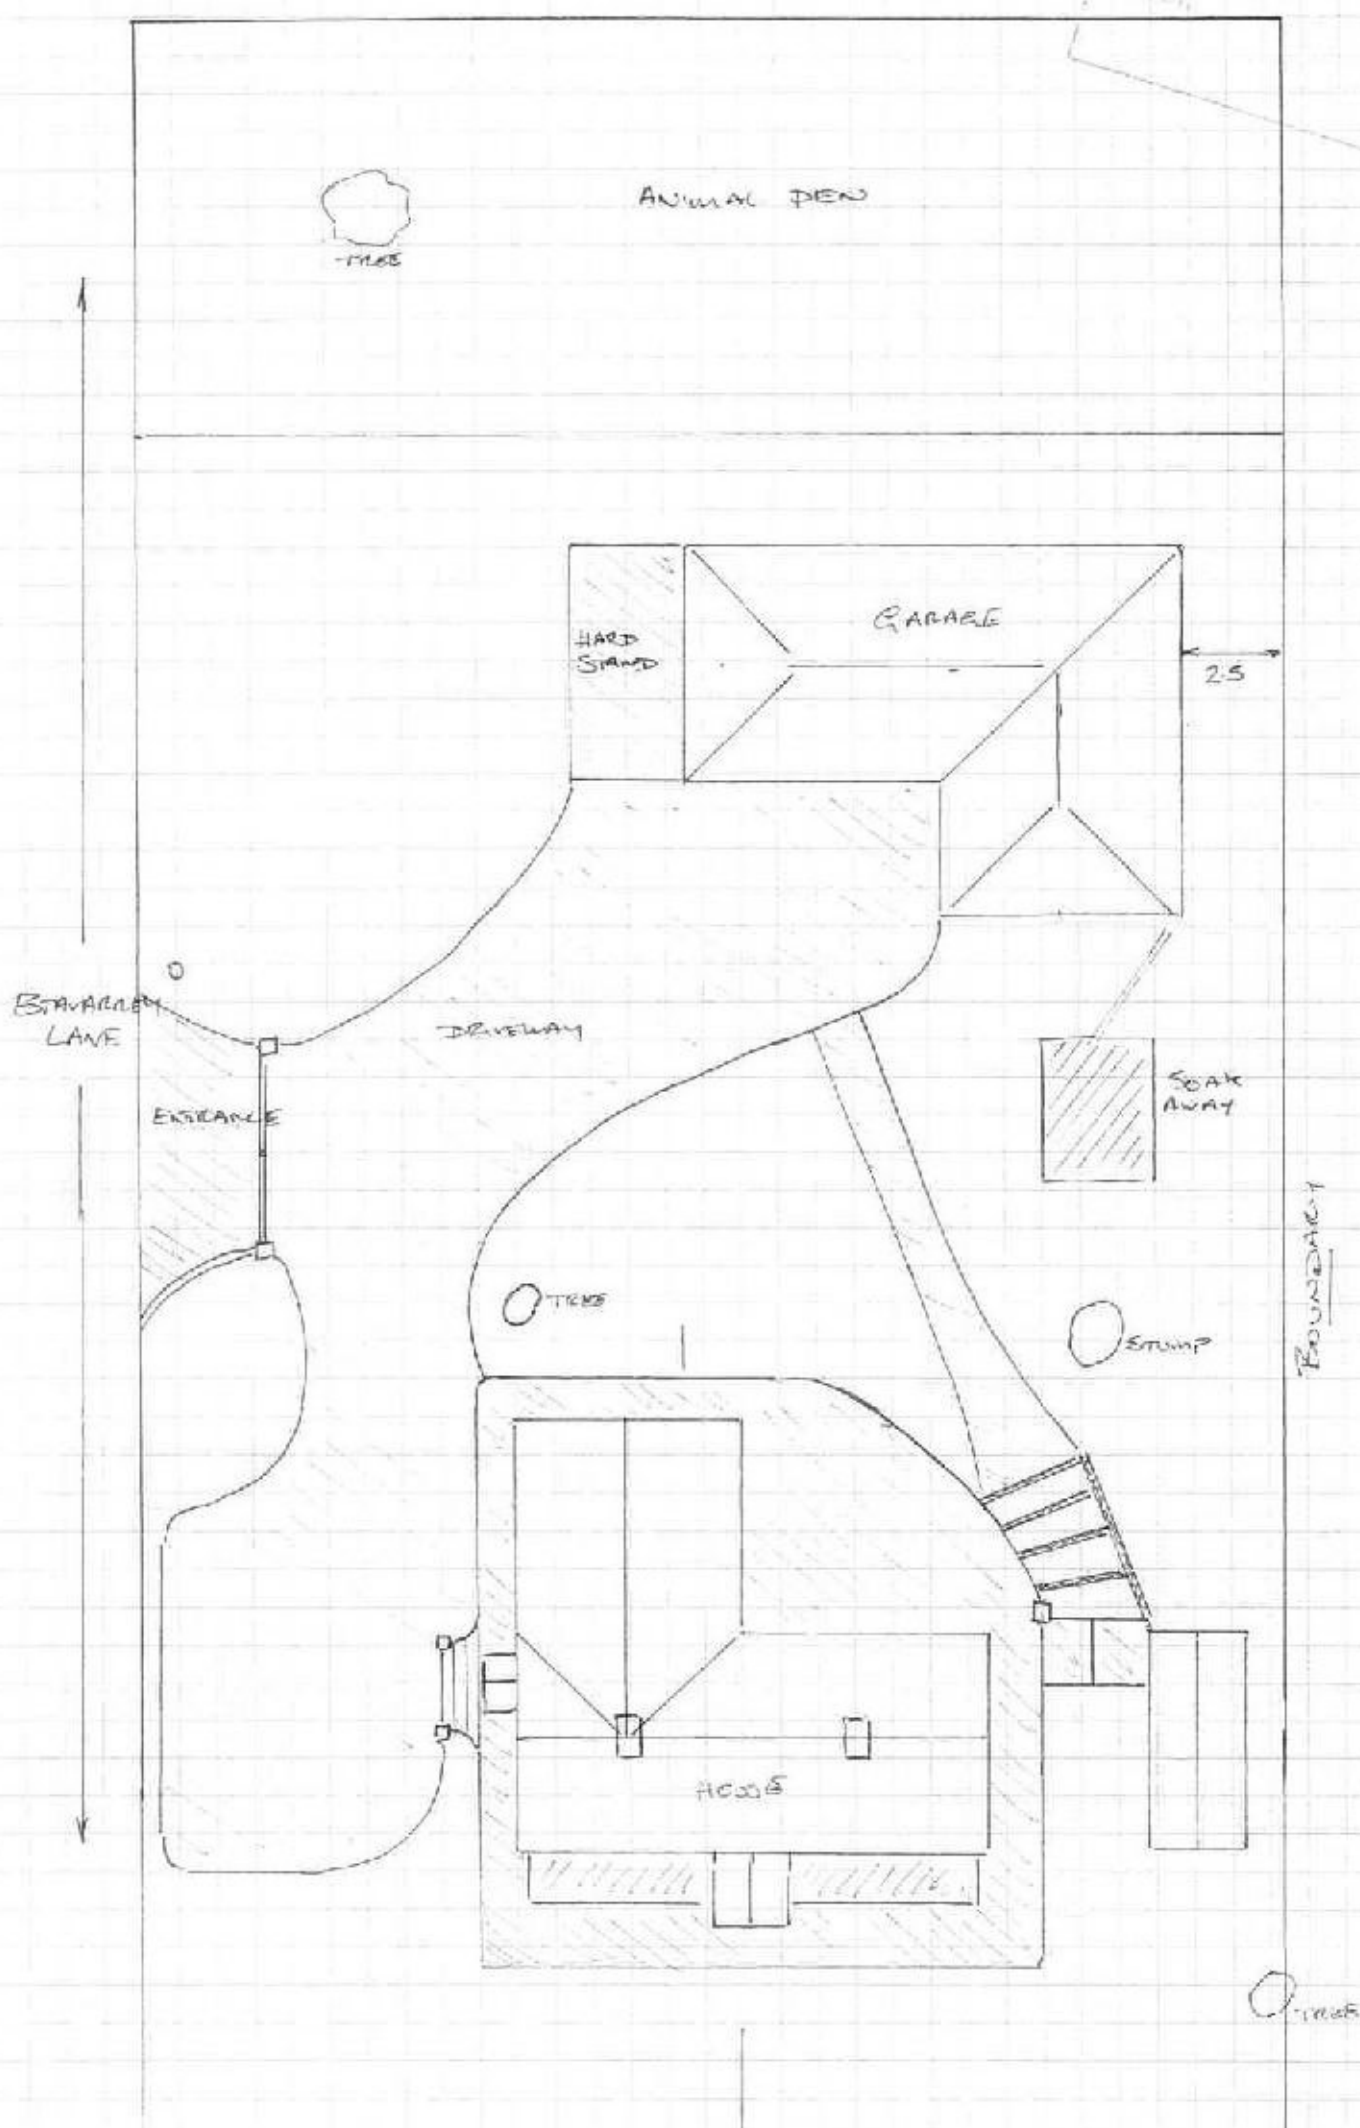 ANIMAL PEN
TREE
GARAGE
HARD
STAND
2.5
LANE
DRIVEWAY
ENTRANCE
SOAK
AWAY
BOUNDARY
TREE
STUMP
HOUSE
TREE